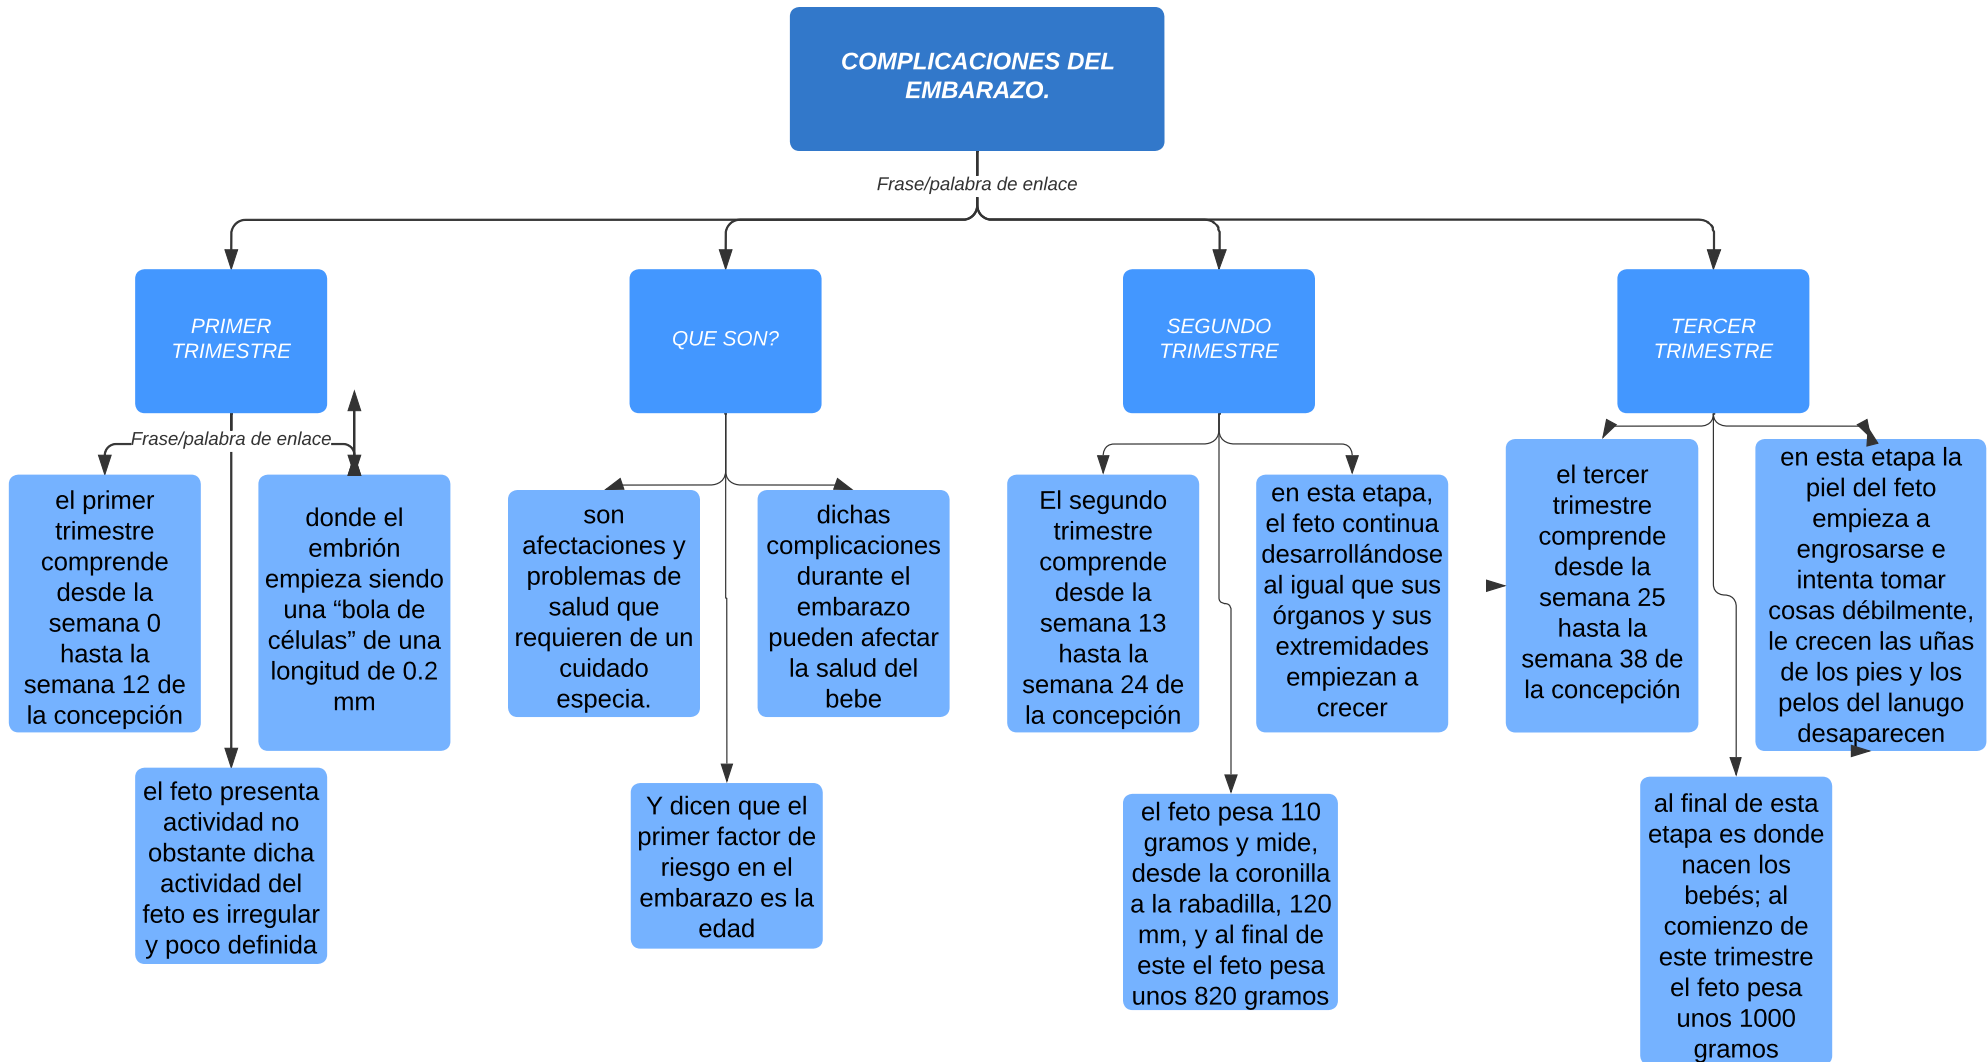 COMPLICACIONES DEL
EMBARAZO.
Frase/palabra de enlace
PRIMER
TRIMESTRE
QUE SON?
SEGUNDO
TRIMESTRE
TERCER
TRIMESTRE
Frase/palabra de enlace
el primer
trimestre
comprende
desde la
semana 0
hasta la
semana 12 de
la concepción
donde el
embrión
empieza siendo
una “bola de
células” de una
longitud de 0.2
mm
el feto presenta
actividad no
obstante dicha
actividad del
feto es irregular
y poco definida
son
afectaciones y
problemas de
salud que
requieren de un
cuidado
especia.
dichas
complicaciones
durante el
embarazo
pueden afectar
la salud del
bebe
Y dicen que el
primer factor de
riesgo en el
embarazo es la
edad
El segundo
trimestre
comprende
desde la
semana 13
hasta la
semana 24 de
la concepción
en esta etapa,
el feto continua
desarrollándose
al igual que sus
órganos y sus
extremidades
empiezan a
crecer
el feto pesa 110
gramos y mide,
desde la coronilla
a la rabadilla, 120
mm, y al final de
este el feto pesa
unos 820 gramos
el tercer
trimestre
comprende
desde la
semana 25
hasta la
semana 38 de
la concepción
en esta etapa la
piel del feto
empieza a
engrosarse e
intenta tomar
cosas débilmente,
le crecen las uñas
de los pies y los
pelos del lanugo
desaparecen
al final de esta
etapa es donde
nacen los
bebés; al
comienzo de
este trimestre
el feto pesa
unos 1000
gramos